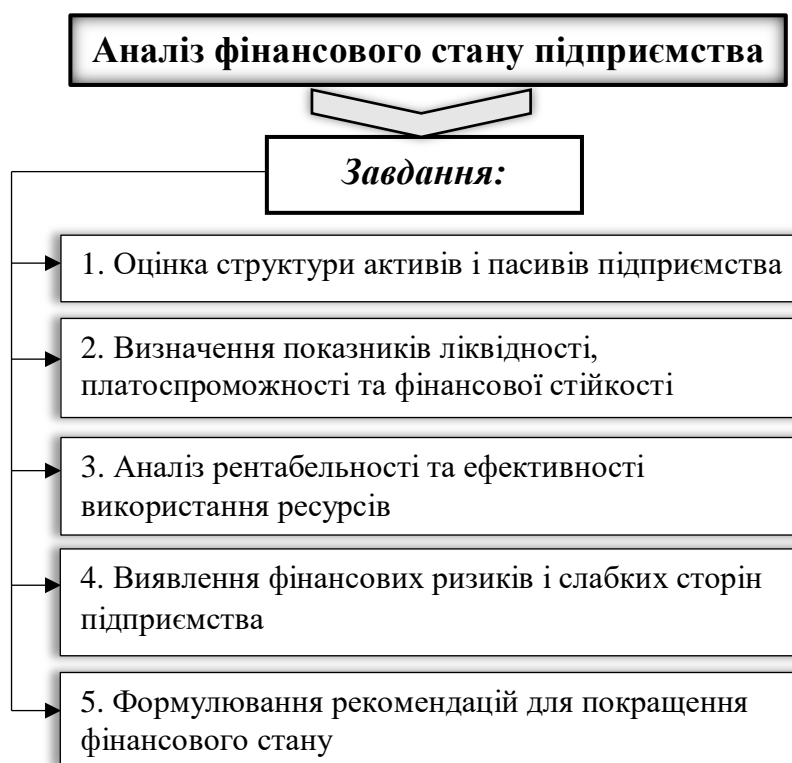 Аналіз фінансового стану підприємства
Завдання:
1. Оцінка структури активів і пасивів підприємства
2. Визначення показників ліквідності,
платоспроможності та фінансової стійкості
3. Аналіз рентабельності та ефективності
використання ресурсів
4. Виявлення фінансових ризиків і слабких сторін
підприємства
5. Формулювання рекомендацій для покращення
фінансового стану